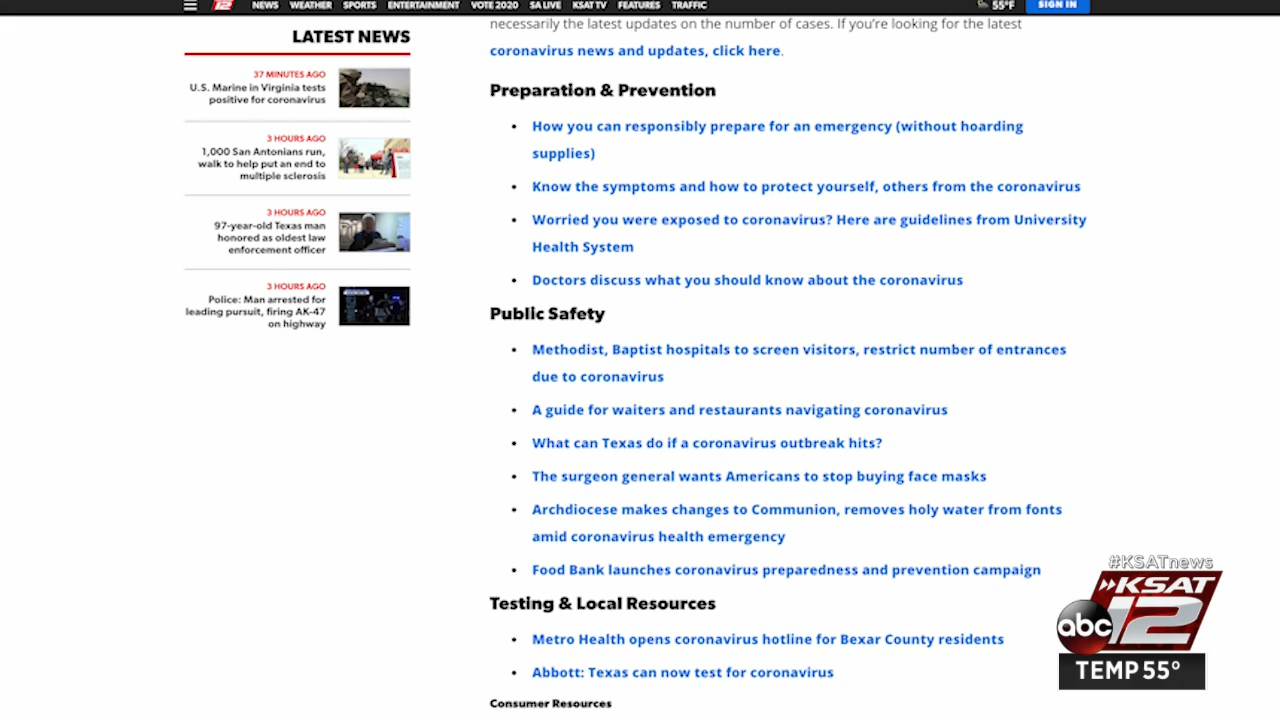 12 NEWS WEATHER SPORTS ENTERTAINMENT VOTE 2020 SA LIVE KSAT TV FEATURES TRAFFIC 55°F SIGN IN
LATEST NEWS
37 MINUTES AGO
U.S. Marine in Virginia tests
positive for coronavirus
3 HOURS AGO
1,000 San Antonians run,
walk to help put an end to
multiple sclerosis
3 HOURS AGO
97-year-old Texas man
honored as oldest law
enforcement officer
3 HOURS AGO
Police: Man arrested for
leading pursuit, firing AK-47
on highway
necessarily the latest updates on the number of cases. If you’re looking for the latest
coronavirus news and updates, click here.
Preparation & Prevention
• How you can responsibly prepare for an emergency (without hoarding
supplies)
• Know the symptoms and how to protect yourself, others from the coronavirus
• Worried you were exposed to coronavirus? Here are guidelines from University
Health System
• Doctors discuss what you should know about the coronavirus
Public Safety
• Methodist, Baptist hospitals to screen visitors, restrict number of entrances
due to coronavirus
• A guide for waiters and restaurants navigating coronavirus
• What can Texas do if a coronavirus outbreak hits?
• The surgeon general wants Americans to stop buying face masks
• Archdiocese makes changes to Communion, removes holy water from fonts
amid coronavirus health emergency
• Food Bank launches coronavirus preparedness and prevention campaign
Testing & Local Resources
• Metro Health opens coronavirus hotline for Bexar County residents
• Abbott: Texas can now test for coronavirus
Consumer Resources
#KSATnews
KSAT
abc 12
TEMP 55°